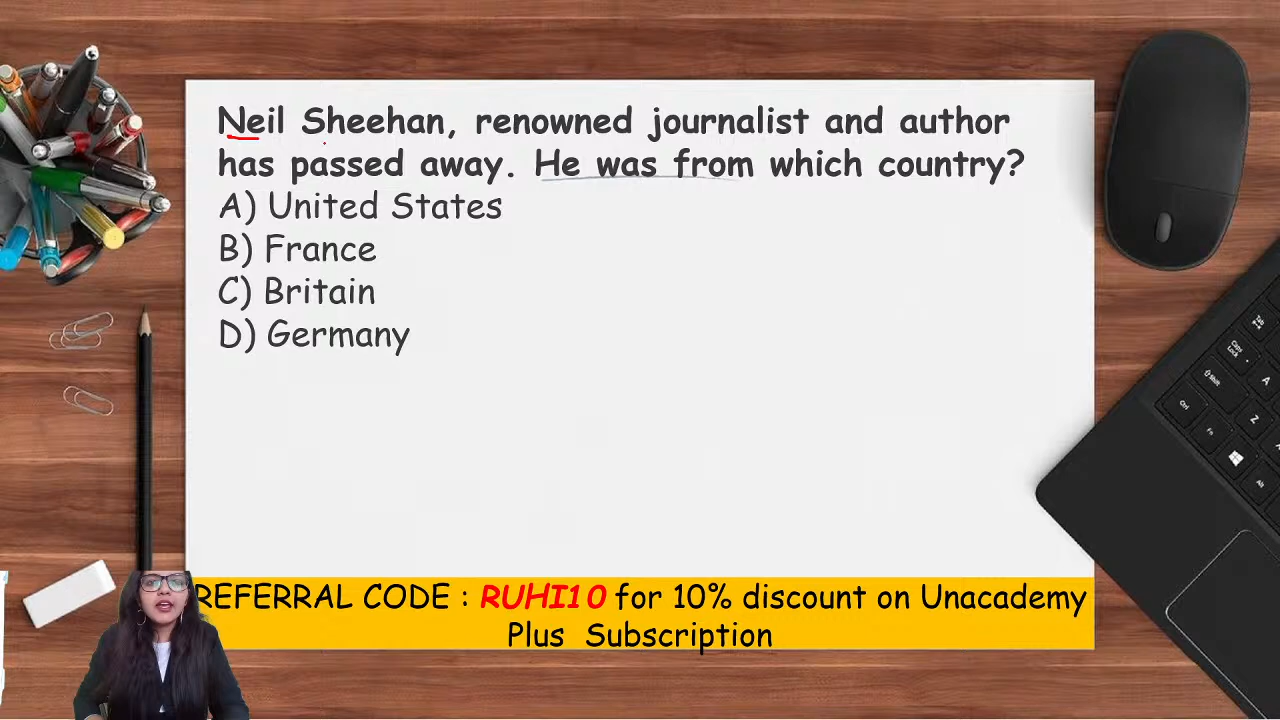 Neil Sheehan, renowned journalist and author
has passed away. He was from which country?
A) United States
B) France
C) Britain
D) Germany
REFERRAL CODE : RUHI10 for 10% discount on Unacademy
Plus Subscription